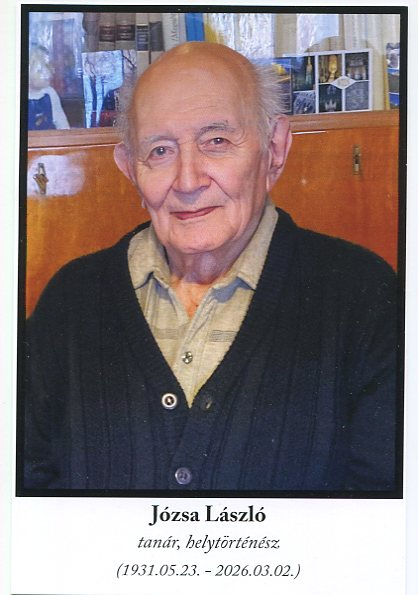 Józsa László
tanár, helytörténész
(1931.05.23. - 2026.03.02.)